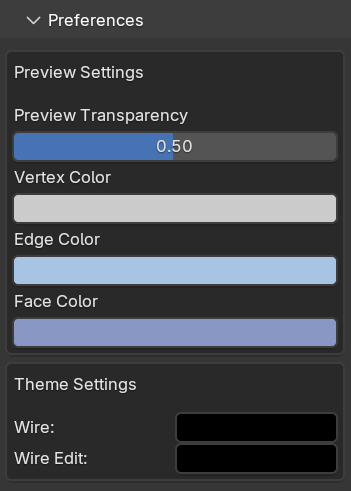 Preferences
Preview Settings
Preview Transparency
0.50
Vertex Color
Edge Color
Face Color
Theme Settings
Wire:
Wire Edit: